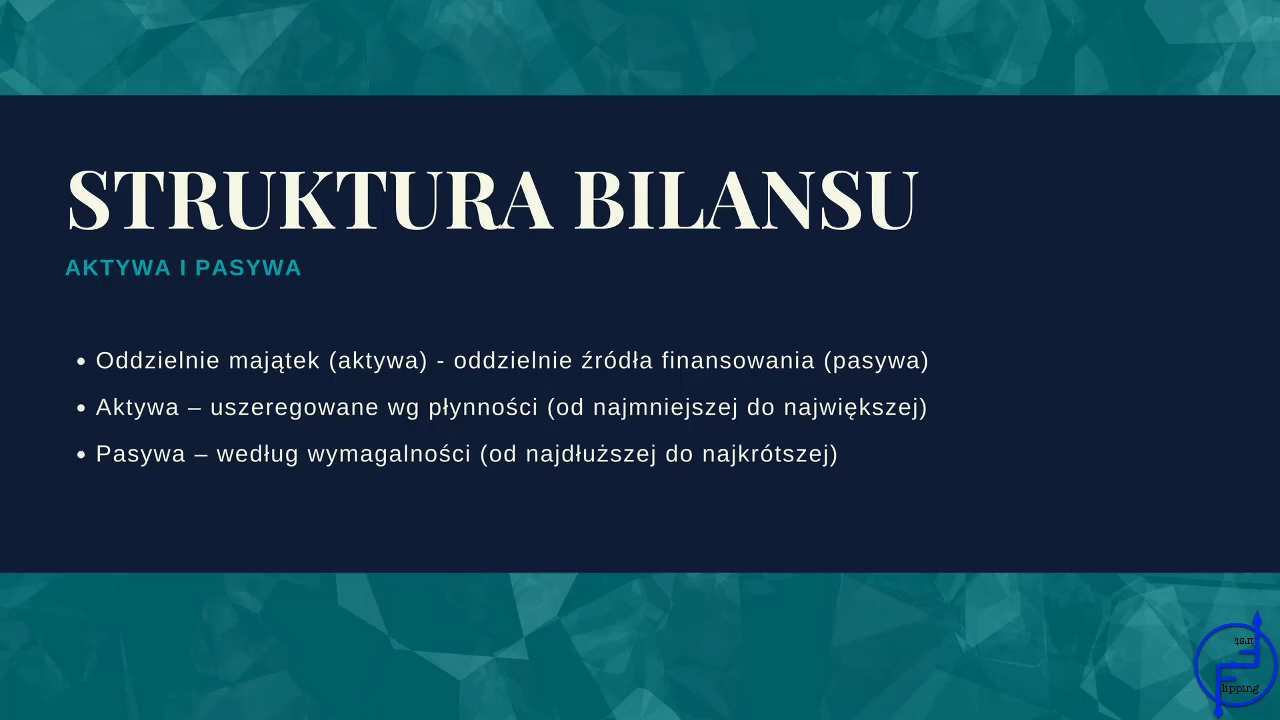 STRUKTURA BILANSU
AKTYWA I PASYWA
• Oddzielnie majątek (aktywa) - oddzielnie źródła finansowania (pasywa)
• Aktywa – uszeregowane wg płynności (od najmniejszej do największej)
• Pasywa – według wymagalności (od najdłuższej do najkrótszej)
lipping